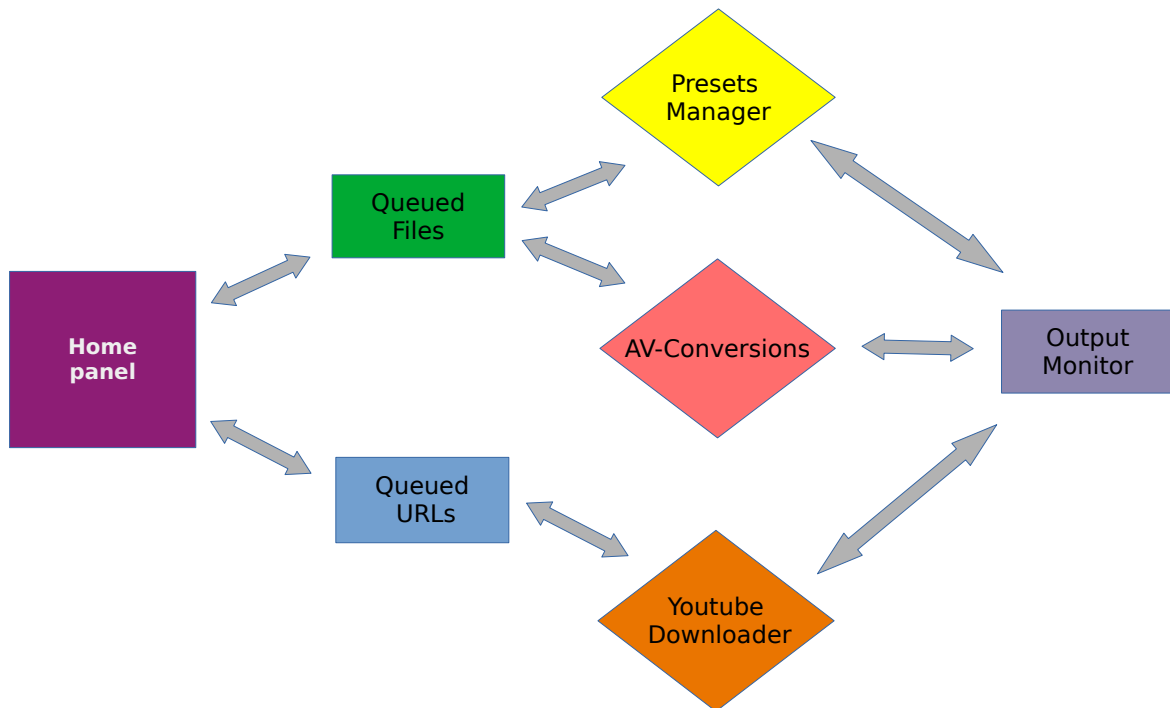 Home
panel
Queued
Files
Queued
URLs
Presets
Manager
AV-Conversions
Youtube
Downloader
Output
Monitor